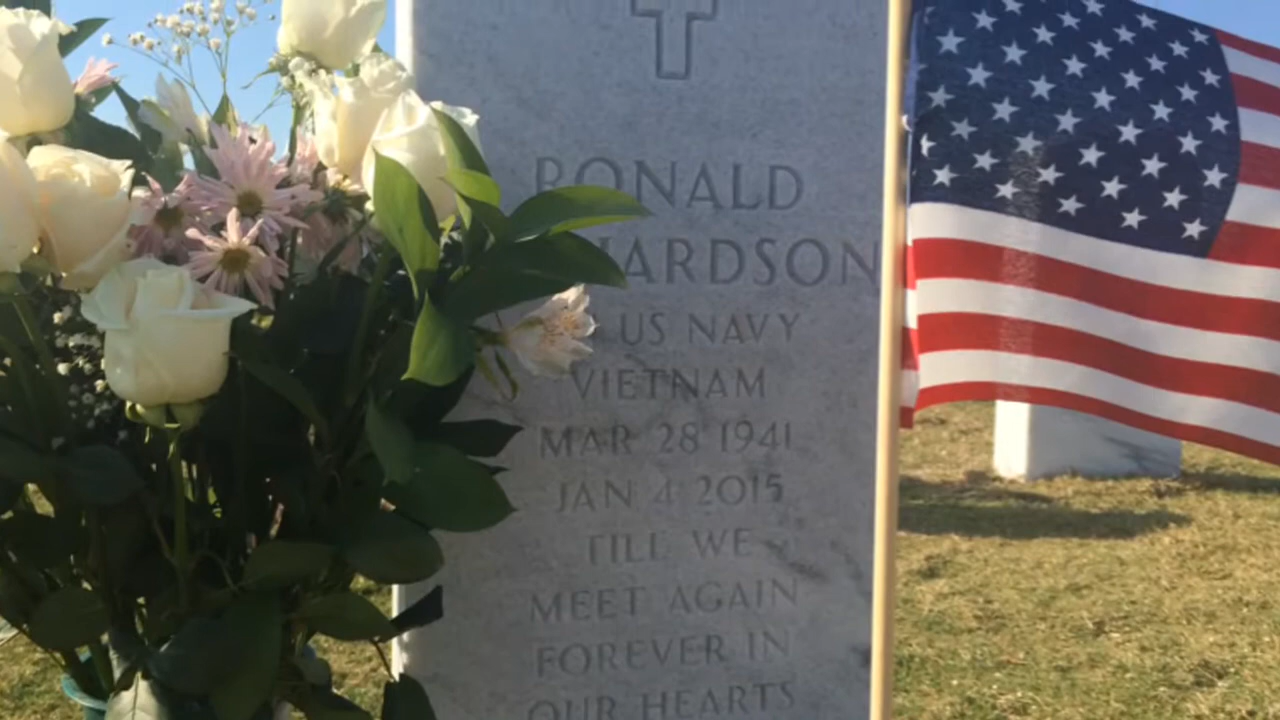 RONALD
ARDSON
US NAVY
VIETNAM
MAR 28 1941
JAN 4 2015
TILL WE
MEET AGAIN
FOREVER IN
OUR HEARTS